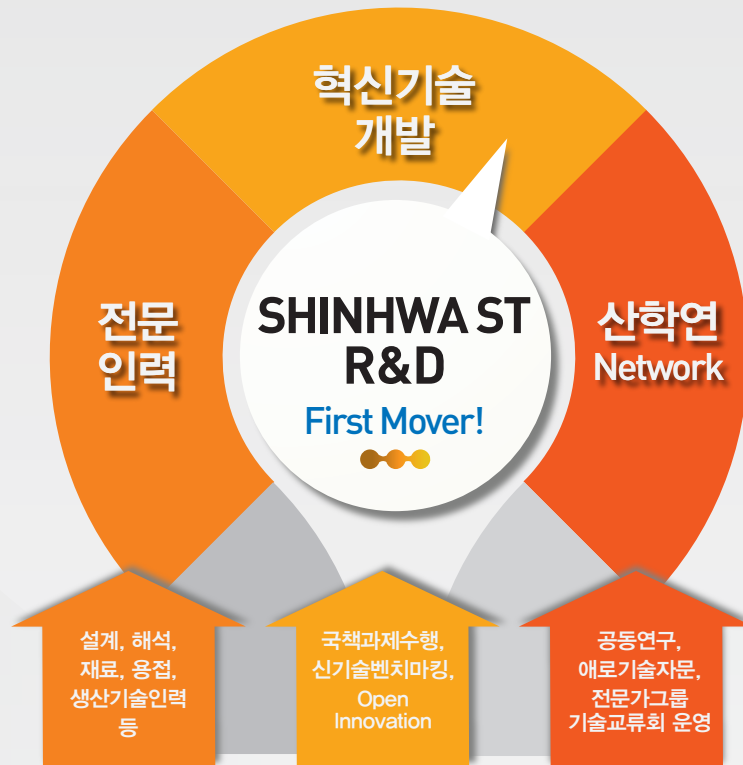 혁신기술
개발
전문
인력
SHINHWA ST
R&D
First Mover!
산학연
Network
설계, 해석,
재료, 용접,
생산기술인력
등
국책과제수행,
신기술벤치마킹,
Open
Innovation
공동연구,
애로기술자문,
전문가그룹
기술교류회 운영